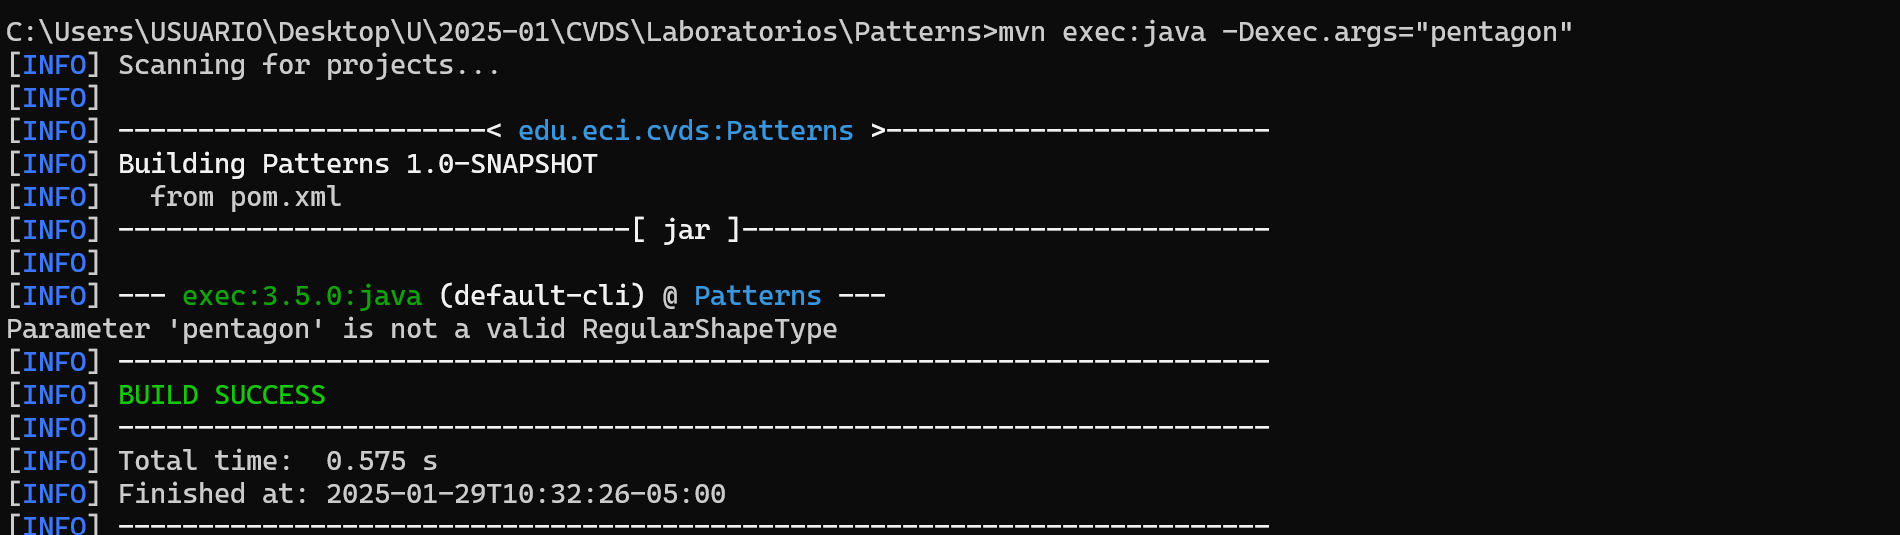 C:\Users\USUARIO\Desktop\U\2025-01\CVDS\Laboratorios\Patterns>mvn exec:java -Dexec.args="pentagon"
[INFO] Scanning for projects...
[INFO]
[INFO] -----------------------< edu.eci.cvds:Patterns >------------------------
[INFO] Building Patterns 1.0-SNAPSHOT
[INFO]   from pom.xml
[INFO] --------------------------------[ jar ]---------------------------------
[INFO]
[INFO] --- exec:3.5.0:java (default-cli) @ Patterns ---
Parameter 'pentagon' is not a valid RegularShapeType
[INFO] ------------------------------------------------------------------------
[INFO] BUILD SUCCESS
[INFO] ------------------------------------------------------------------------
[INFO] Total time:  0.575 s
[INFO] Finished at: 2025-01-29T10:32:26-05:00
[INFO] ------------------------------------------------------------------------